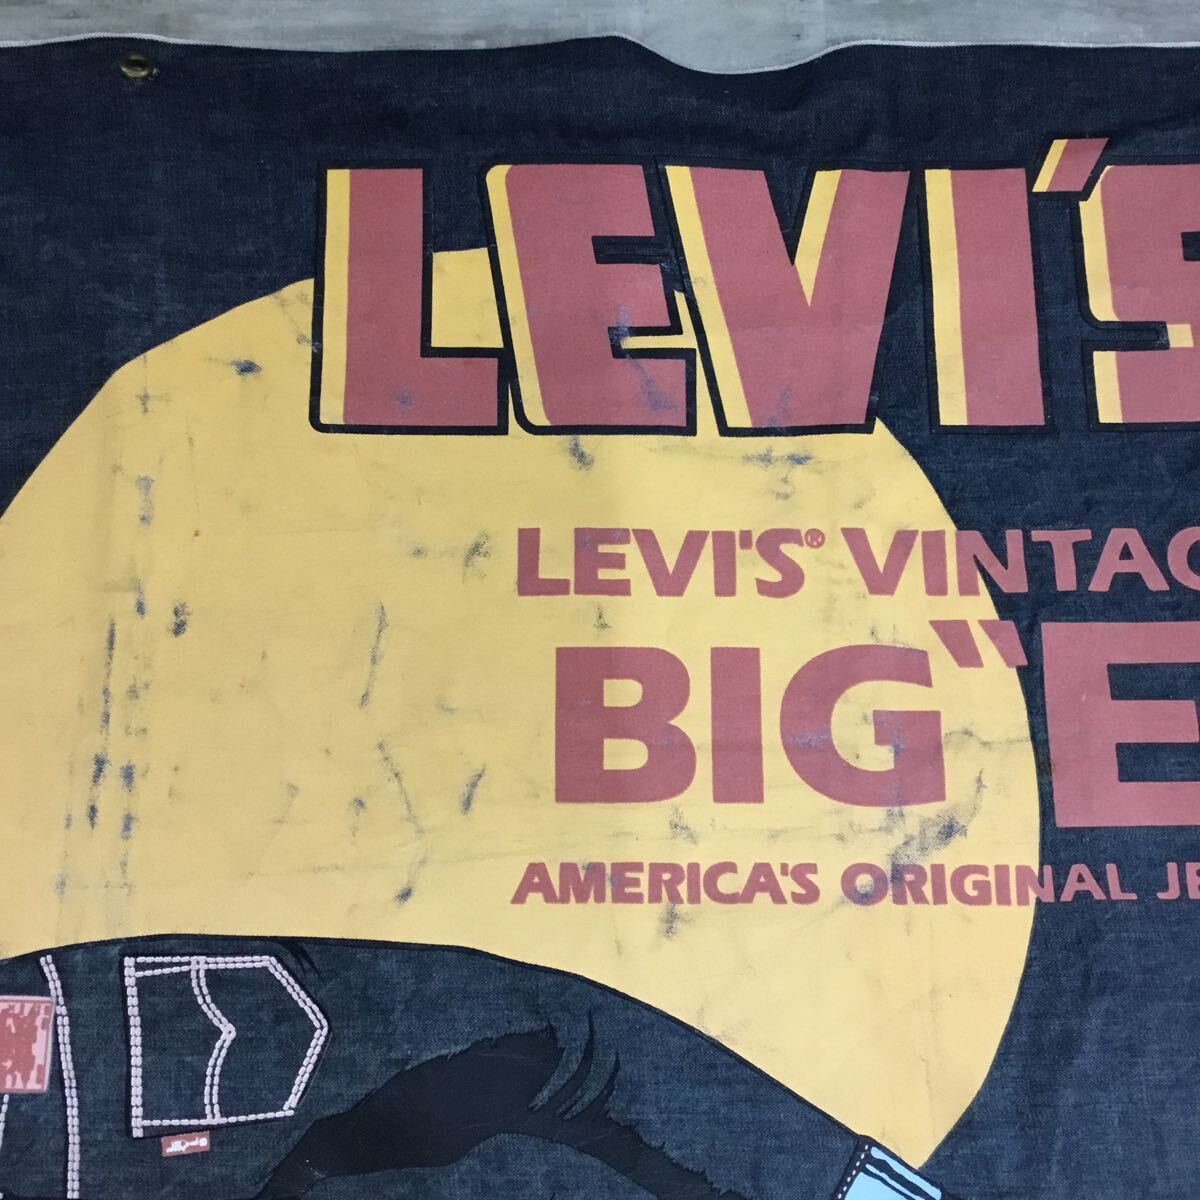 LEVI'S
LEVI'S® VINTAG
BIG "E
AMERICA'S ORIGINAL JE